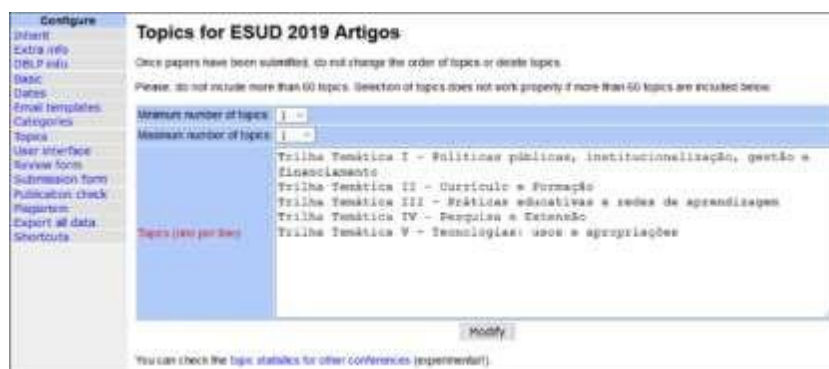 Configure
Inherit
Extra info
DBLP info
Basic
Dates
Email templates
Categories
Topics
User interface
Review form
Submission form
Publication check
Plagiarism
Export all data
Shortcuts
Topics for ESUD 2019 Artigos
Once papers have been submitted, do not change the order of topics or delete topics.
Please, do not include more than 60 topics. Selection of topics does not work properly if more than 60 topics are included below.
Minimum number of topics: 1
Maximum number of topics: 1
Topics (one per line)
Trilha Temática I - Políticas públicas, institucionalização, gestão e
financiamento
Trilha Temática II - Currículo e Formação
Trilha Temática III - Práticas educativas e redes de aprendizagem
Trilha Temática IV - Pesquisa e Extensão
Trilha Temática V - Tecnologias: usos e apropriações
Modify
You can check the topic statistics for other conferences (experimental!).